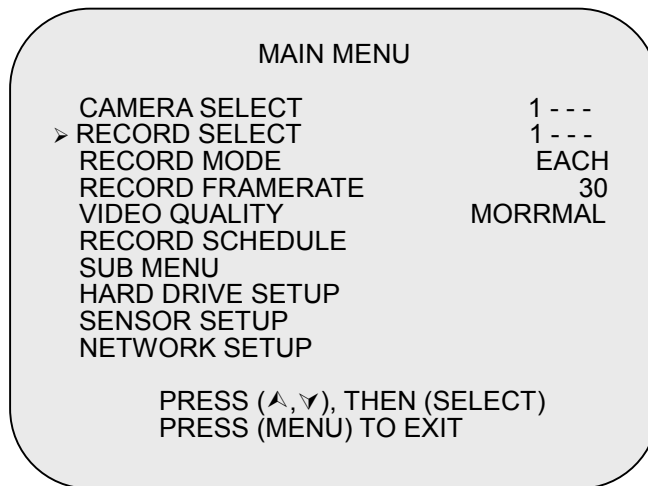 MAIN MENU
CAMERA SELECT 1 - - -
➢ RECORD SELECT 1 - - -
RECORD MODE EACH
RECORD FRAMERATE 30
VIDEO QUALITY MORRMAL
RECORD SCHEDULE
SUB MENU
HARD DRIVE SETUP
SENSOR SETUP
NETWORK SETUP
PRESS (⮝,⮟), THEN (SELECT)
PRESS (MENU) TO EXIT